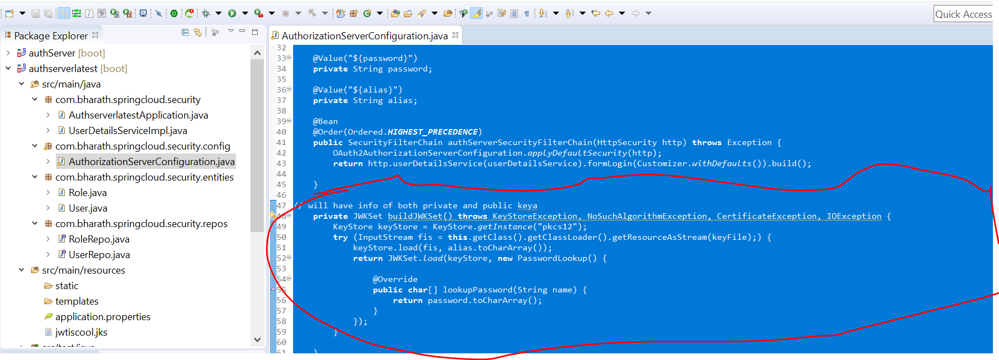 Quick Access
Package Explorer
authServer [boot]
authserverlatest [boot]
src/main/java
com.bharath.springcloud.security
AuthserverlatestApplication.java
UserDetailsServiceImpl.java
com.bharath.springcloud.security.config
AuthorizationServerConfiguration.java
com.bharath.springcloud.security.entities
Role.java
User.java
com.bharath.springcloud.security.repos
RoleRepo.java
UserRepo.java
src/main/resources
static
templates
application.properties
jwtiscool.jks
src/test/java
AuthorizationServerConfiguration.java
32
33 @Value("${password}")
34 private String password;
35
36 @Value("${alias}")
37 private String alias;
38
39 @Bean
40 @Order(Ordered.HIGHEST_PRECEDENCE)
41 public SecurityFilterChain authServerSecurityFilterChain(HttpSecurity http) throws Exception {
42 OAuth2AuthorizationServerConfiguration.applyDefaultSecurity(http);
43 return http.userDetailsService(userDetailsService).formLogin(Customizer.withDefaults()).build();
44
45 }
46
47 // will have info of both private and public keya
48 private JWKSet buildJWKSet() throws KeyStoreException, NoSuchAlgorithmException, CertificateException, IOException {
49 KeyStore keyStore = KeyStore.getInstance("pkcs12");
50 try (InputStream fis = this.getClass().getClassLoader().getResourceAsStream(keyFile);) {
51 keyStore.load(fis, alias.toCharArray());
52 return JWKSet.load(keyStore, new PasswordLookup() {
53
54 @Override
55 public char[] lookupPassword(String name) {
56 return password.toCharArray();
57 }
58 });
59 }
60
61 }